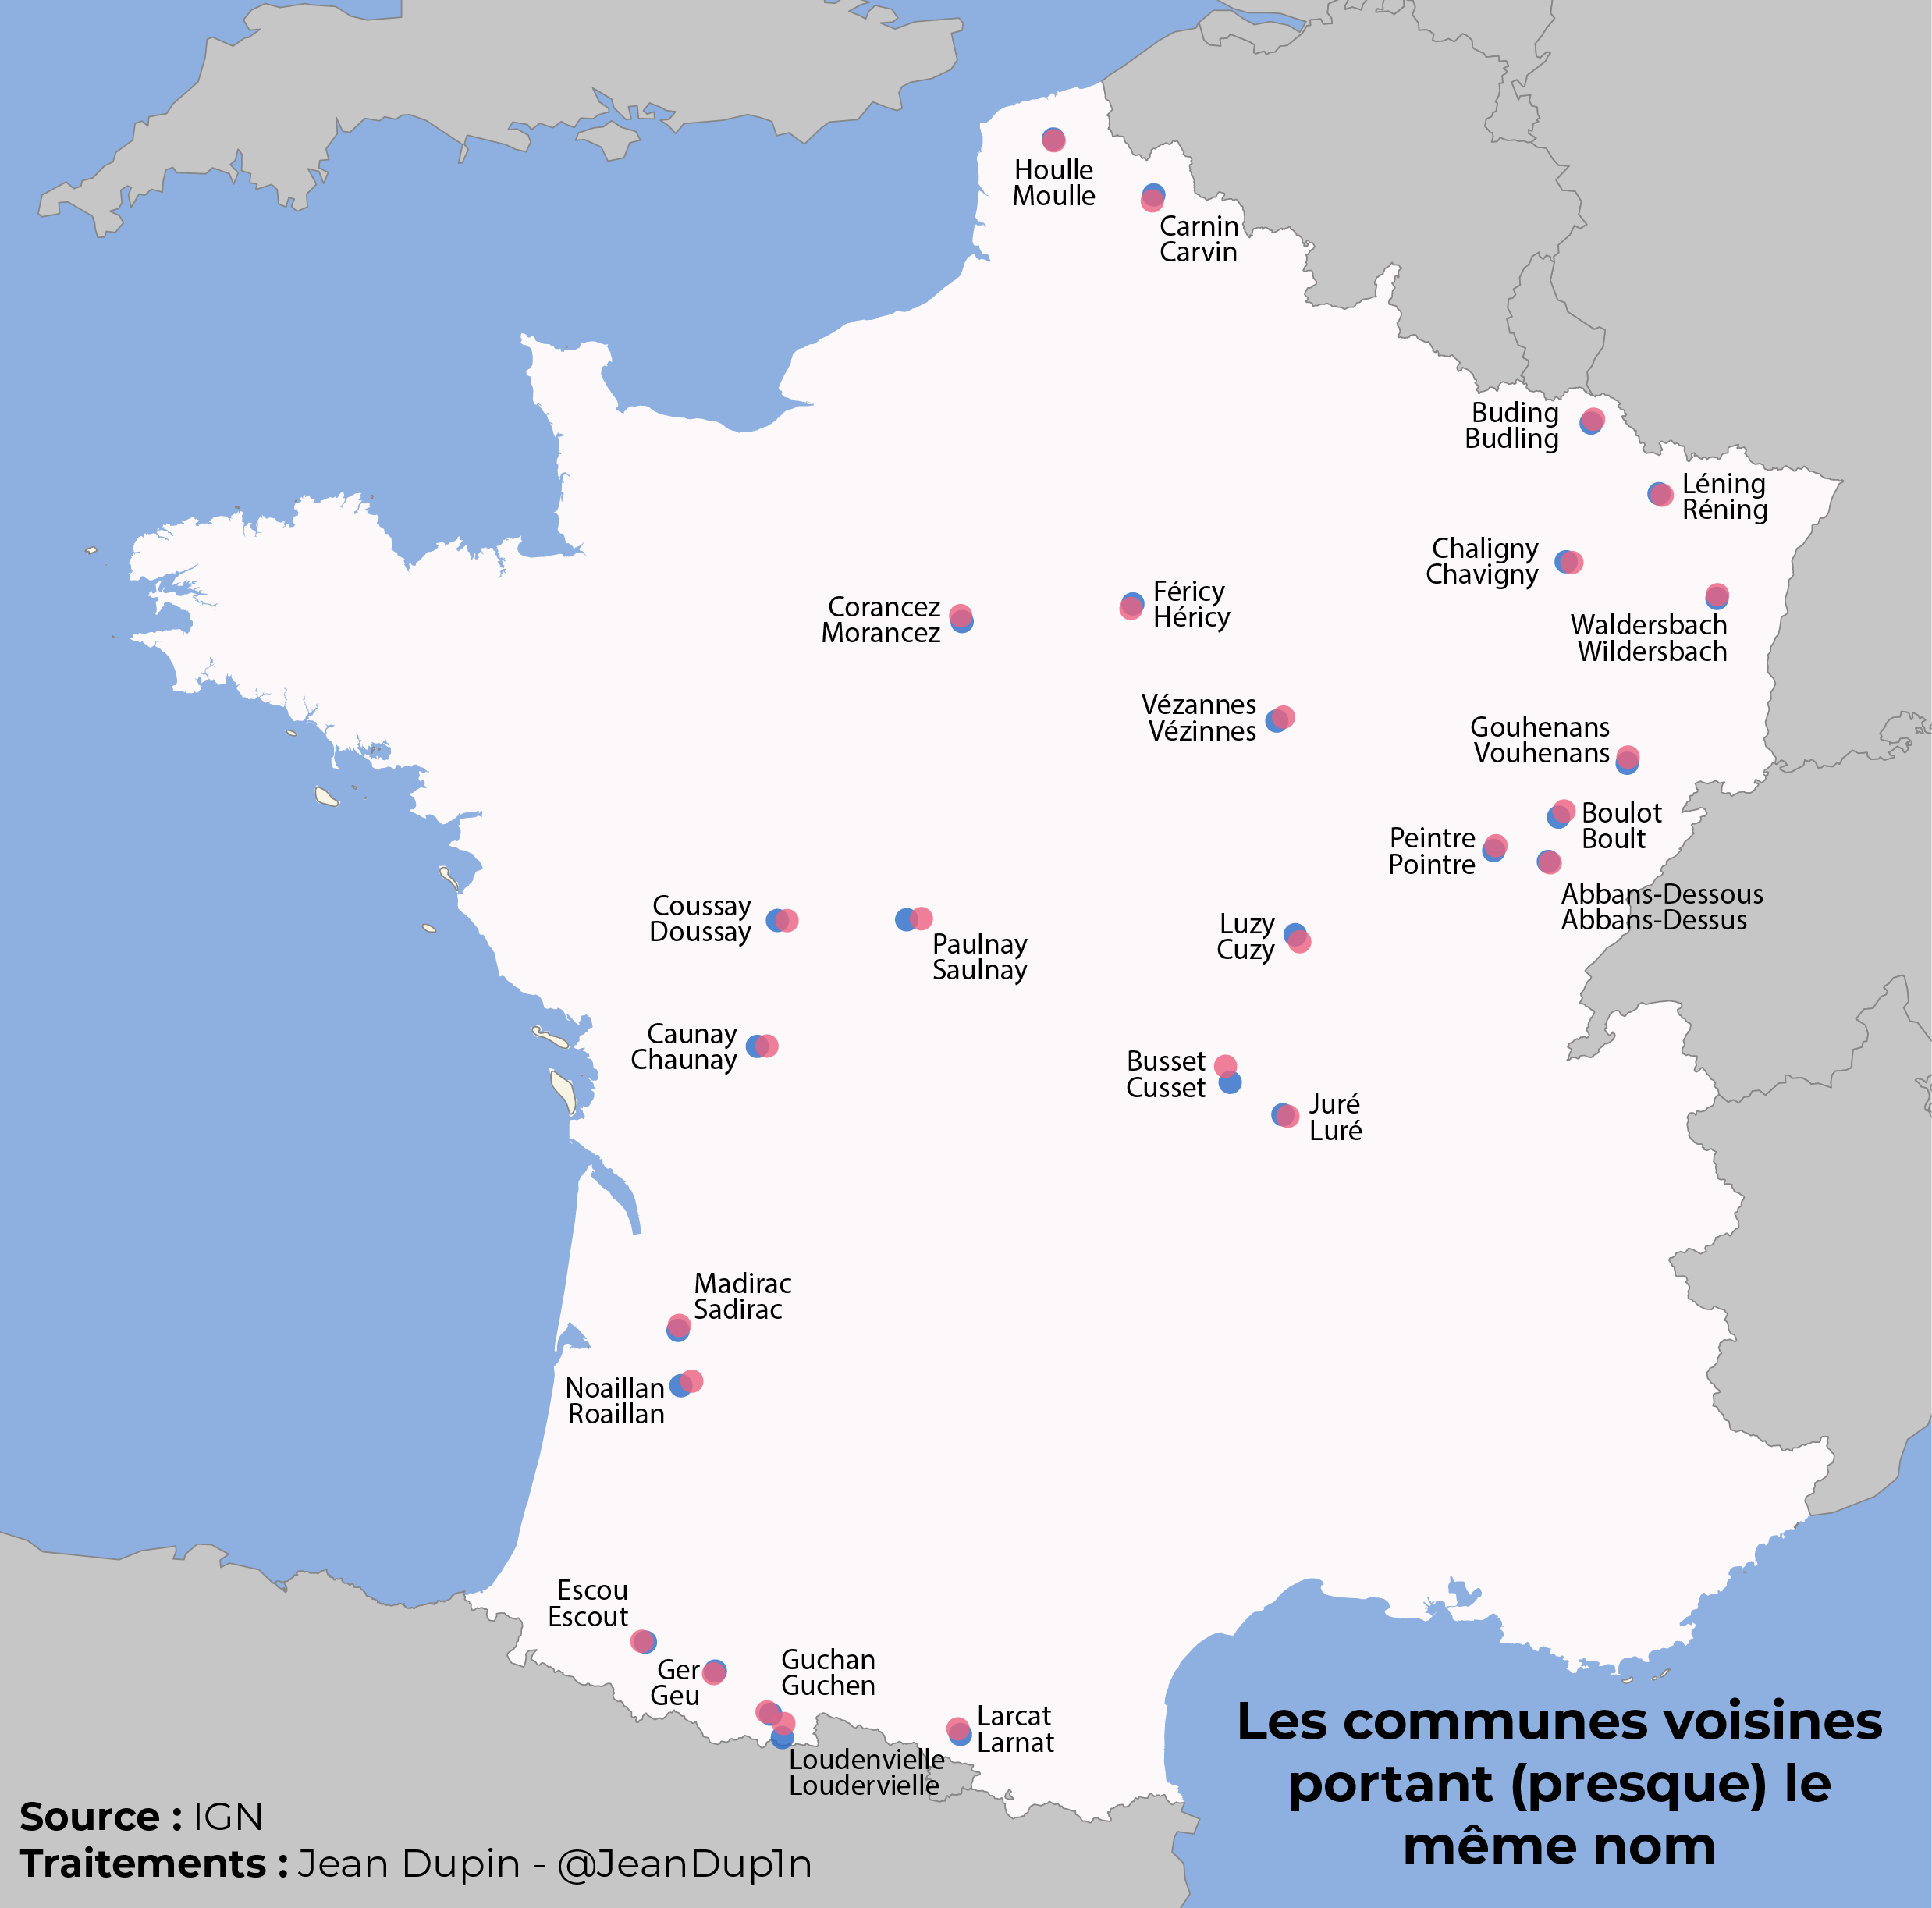 Houlle
Moulle
Carnin
Carvin
Buding
Budling
Léning
Réning
Chaligny
Chavigny
Waldersbach
Wildersbach
Corancez
Morancez
Féricy
Héricy
Vézannes
Vézinnes
Gouhenans
Vouhenans
Boulot
Boult
Peintre
Pointre
Abbans-Dessous
Abbans-Dessus
Coussay
Doussay
Paulnay
Saulnay
Luzy
Cuzy
Caunay
Chaunay
Busset
Cusset
Juré
Luré
Madirac
Sadirac
Noaillan
Roaillan
Escou
Escout
Ger
Geu
Guchan
Guchen
Loudenvielle
Loudervielle
Larcat
Larnat
Les communes voisines
portant (presque) le
même nom
Source : IGN
Traitements : Jean Dupin - @JeanDup1n